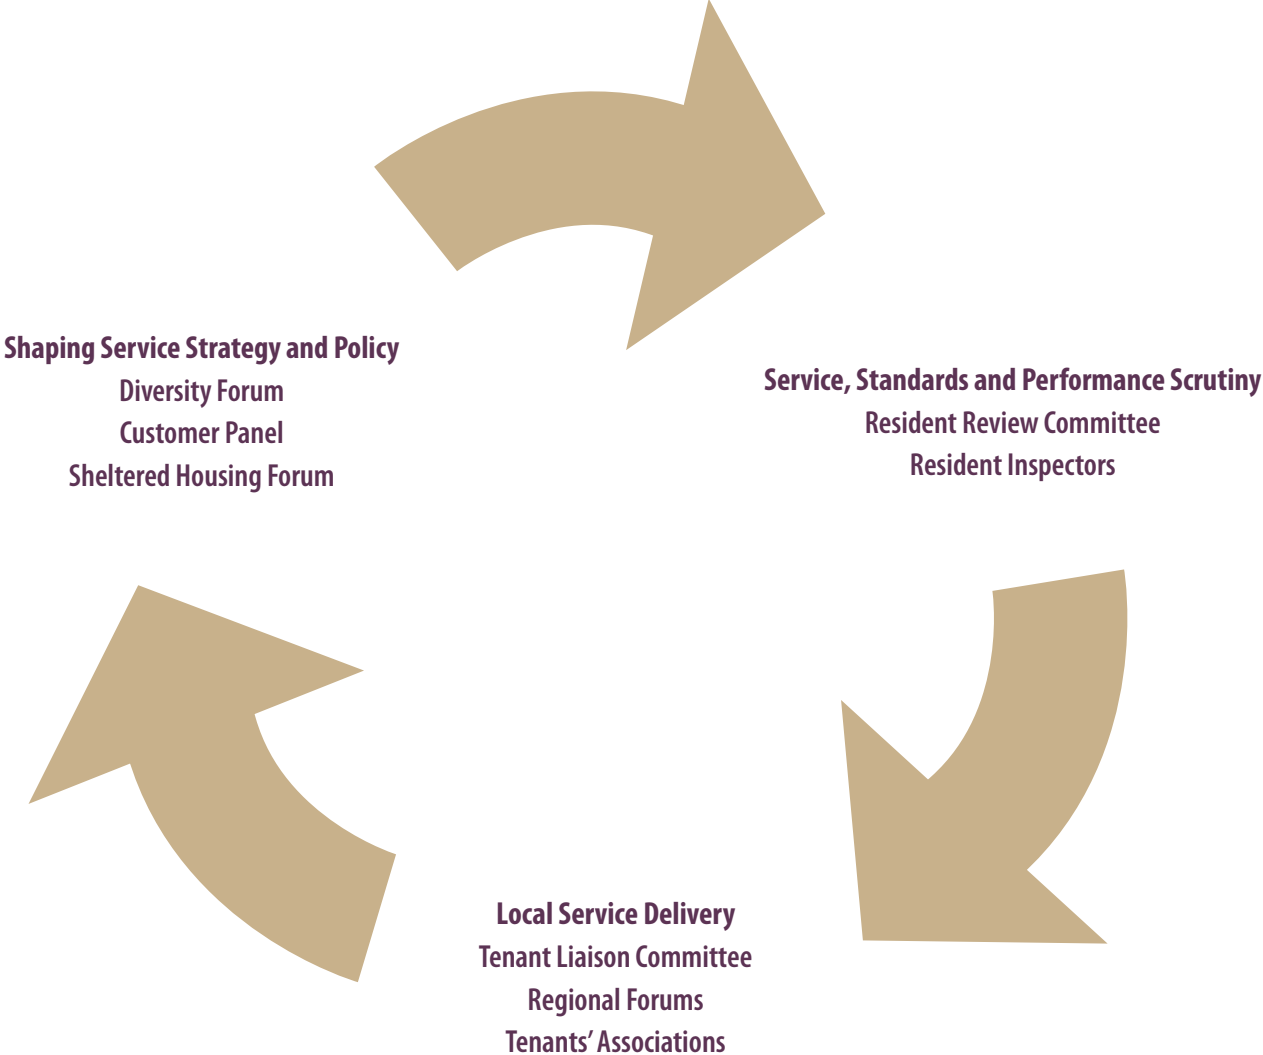 Shaping Service Strategy and Policy
Diversity Forum
Customer Panel
Sheltered Housing Forum
Service, Standards and Performance Scrutiny
Resident Review Committee
Resident Inspectors
Local Service Delivery
Tenant Liaison Committee
Regional Forums
Tenants’ Associations